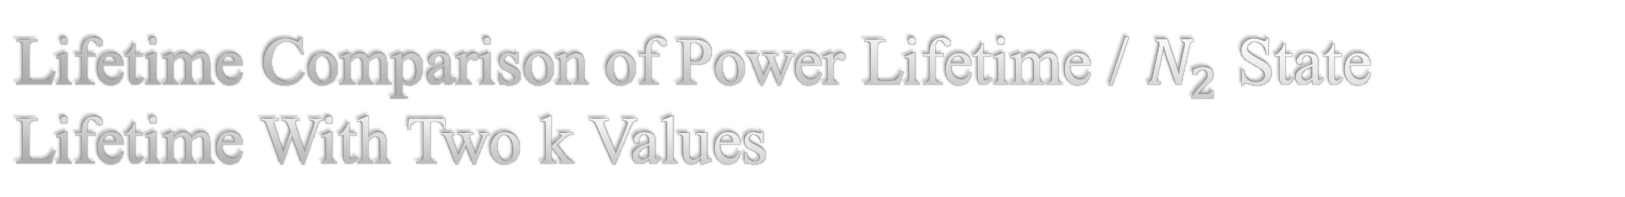 Lifetime Comparison of Power Lifetime / N₂ State
Lifetime With Two k Values